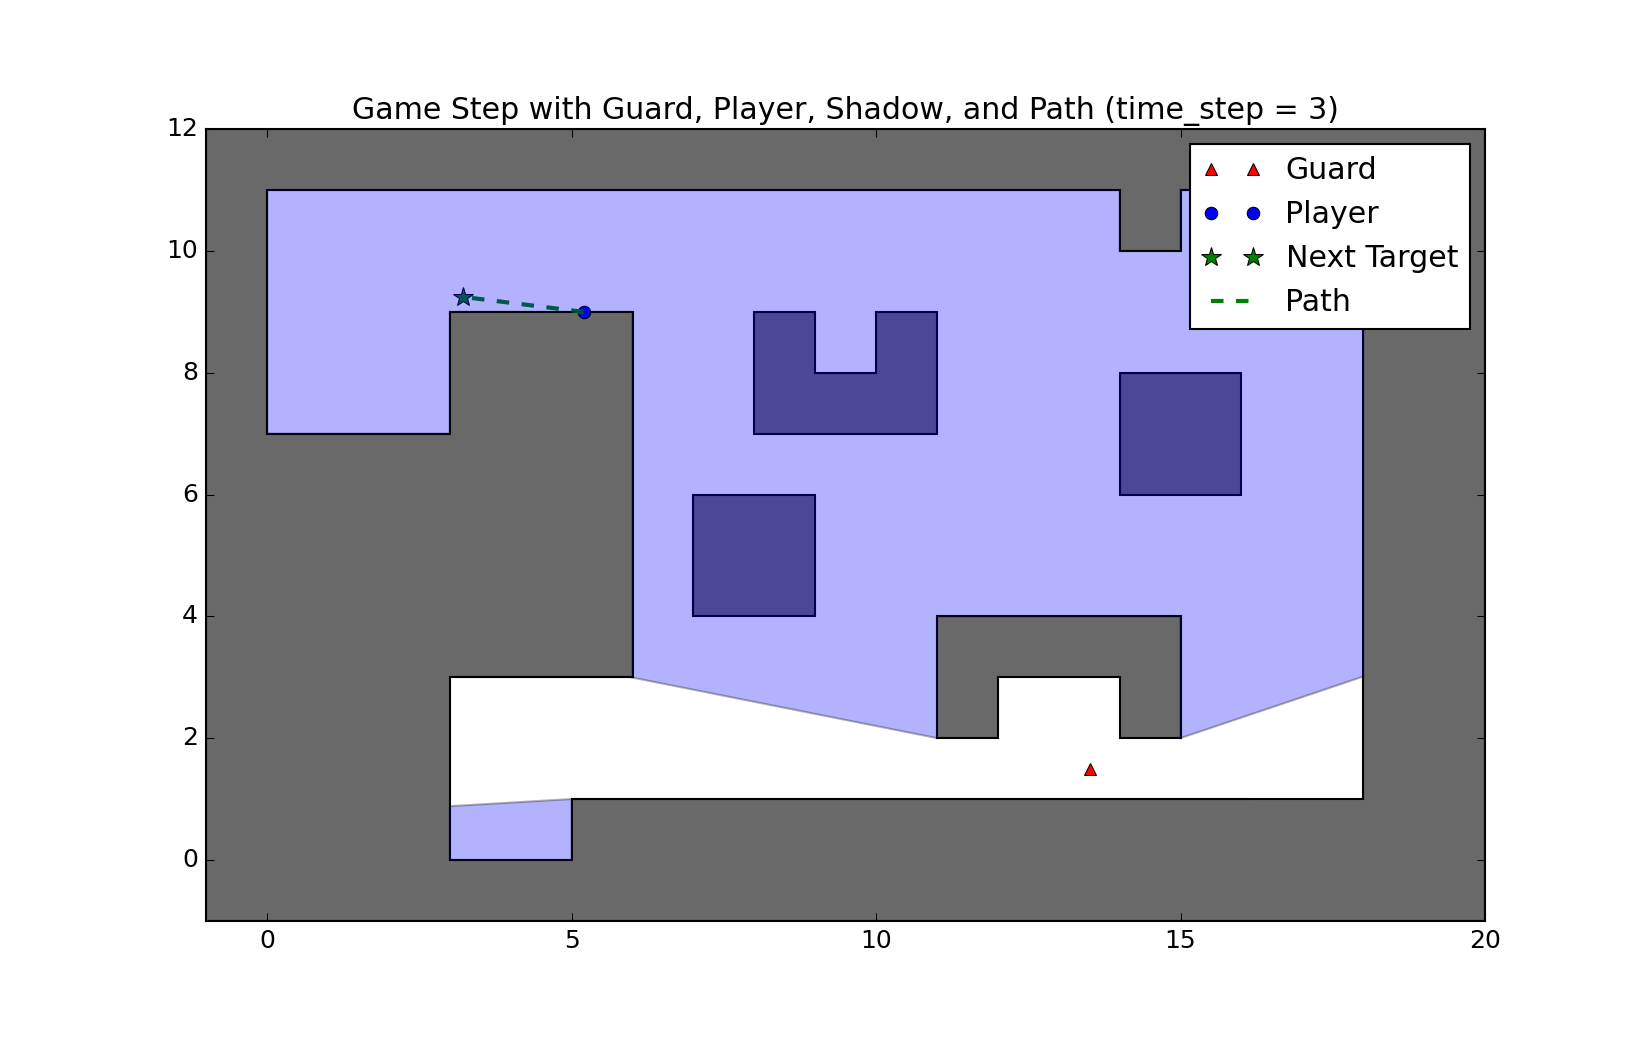 Game Step with Guard, Player, Shadow, and Path (time_step = 3)
12
10
8
6
4
2
0
Guard
Player
Next Target
Path
0 5 10 15 20